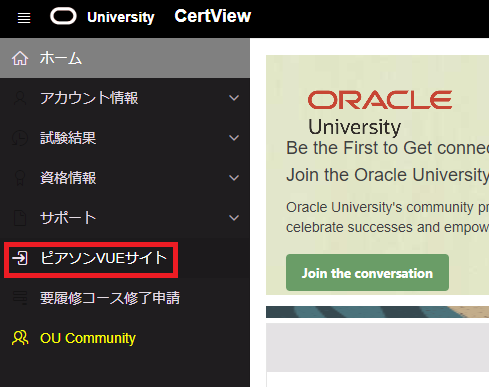 University CertView
ホーム
アカウント情報
試験結果
資格情報
サポート
ピアソンVUEサイト
要履修コース修了申請
OU Community
ORACLE
University
Be the First to Get connec
Join the Oracle University
Oracle University's community pr
celebrate successes and empowe
Join the conversation